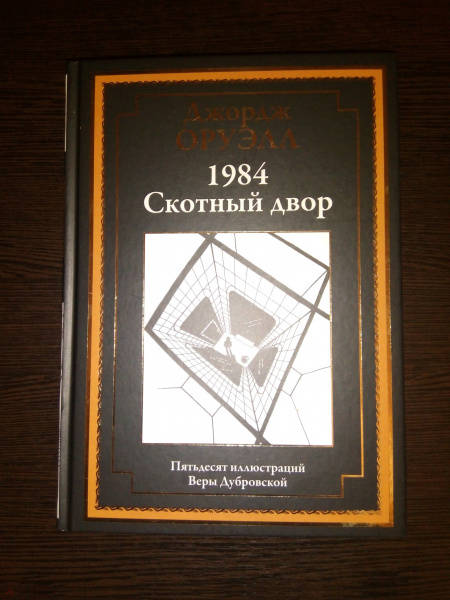 Джордж
ОРУЭЛЛ
1984
Скотный двор
Пятьдесят иллюстраций
Веры Дубровской